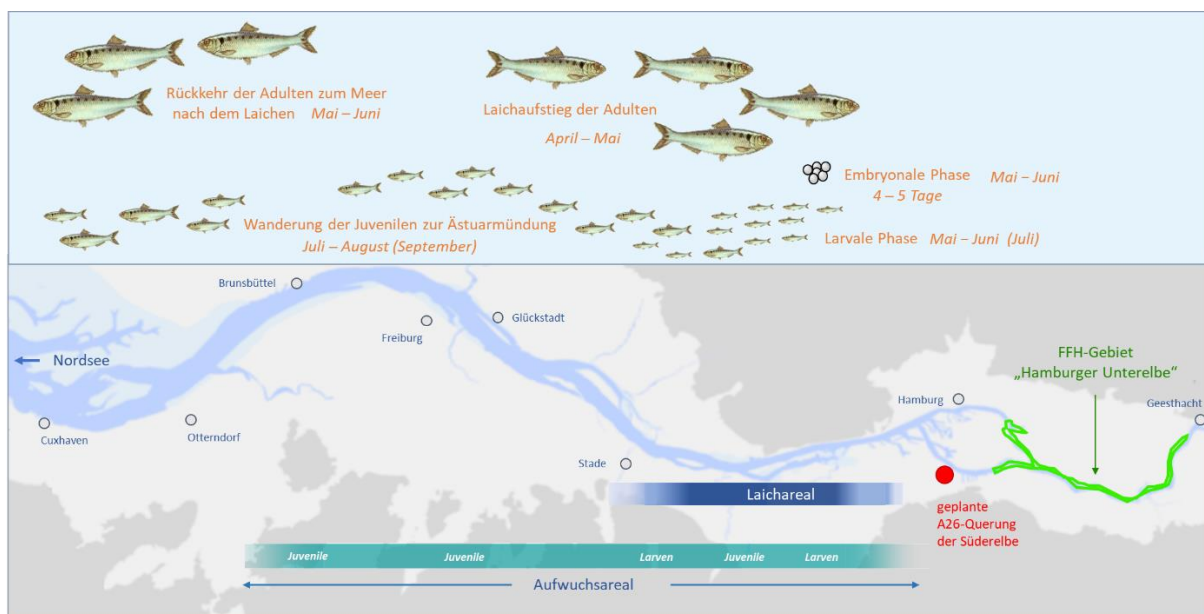 Rückkehr der Adulten zum Meer
nach dem Laichen Mai – Juni
Laichaufstieg der Adulten
April – Mai
Embryonale Phase Mai – Juni
4 – 5 Tage
Wanderung der Juvenilen zur Ästuarmündung
Juli – August (September)
Larvale Phase Mai - Juni (Juli)
Brunsbüttel
Freiburg
Glückstadt
Nordsee
FFH-Gebiet
„Hamburger Unterelbe“
Hamburg
Geesthacht
Cuxhaven
Otterndorf
Stade
Laichareal
geplante
A26-Querung
der Süderelbe
Juvenile Juvenile Larven Juvenile Larven
Aufwuchsareal